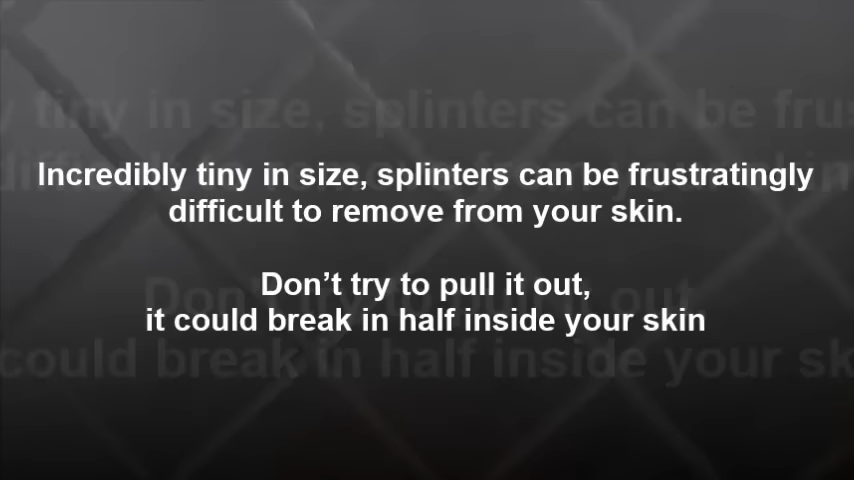 Incredibly tiny in size, splinters can be frustratingly
difficult to remove from your skin.
Don’t try to pull it out,
it could break in half inside your skin